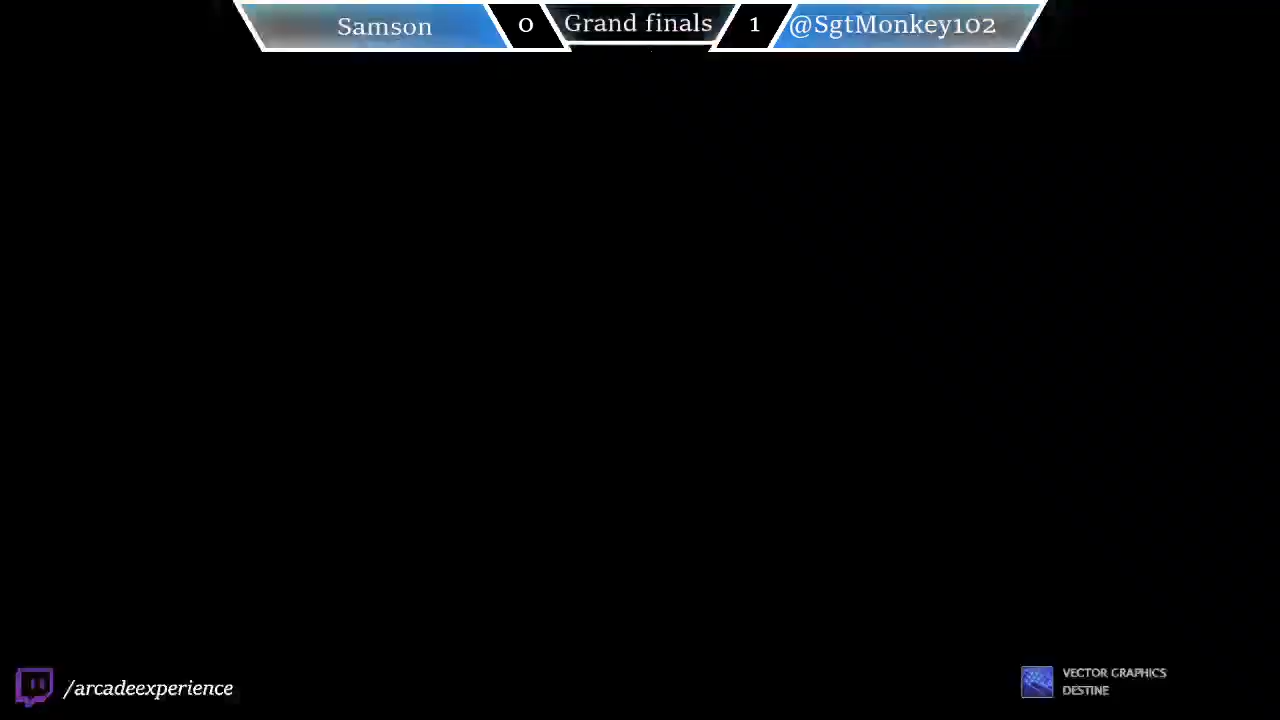 Samson 0 Grand finals 1 @SgtMonkey102
/arcadeexperience
VECTOR GRAPHICS
DESTINE